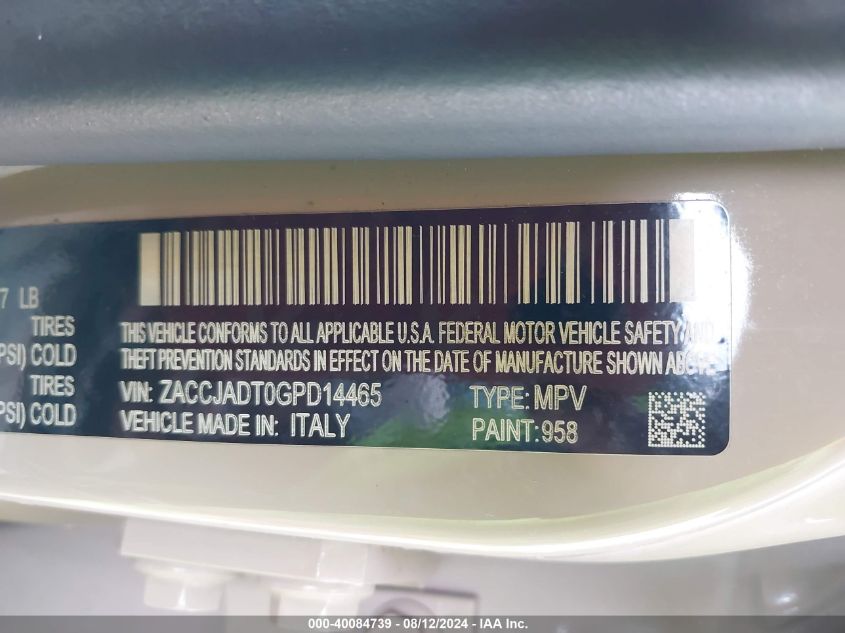 7 LB
TIRES
PSI) COLD
TIRES
PSI) COLD
THIS VEHICLE CONFORMS TO ALL APPLICABLE U.S.A. FEDERAL MOTOR VEHICLE SAFETY AND
THEFT PREVENTION STANDARDS IN EFFECT ON THE DATE OF MANUFACTURE SHOWN ABOVE.
VIN: ZACCJADT0GPD14465
TYPE: MPV
VEHICLE MADE IN: ITALY
PAINT: 958
000-40084739 - 08/12/2024 - IAA Inc.